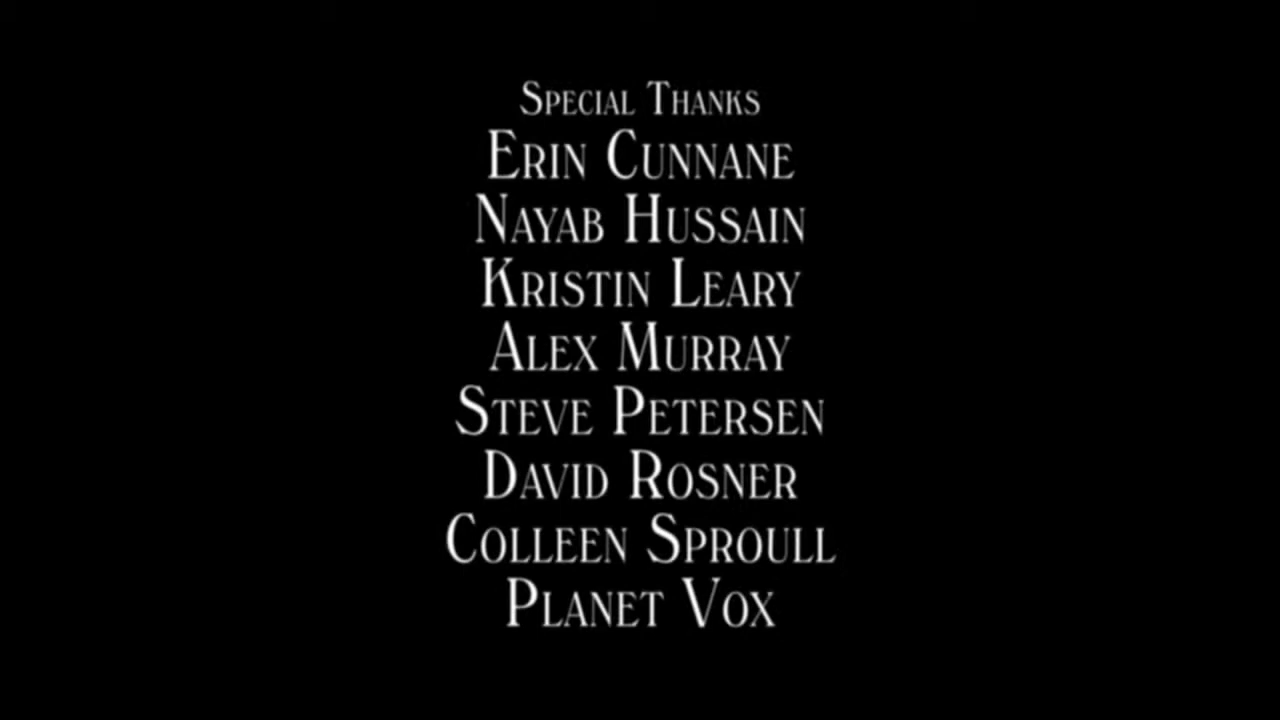 Special Thanks
Erin Cunnane
Nayab Hussain
Kristin Leary
Alex Murray
Steve Petersen
David Rosner
Colleen Sproull
Planet Vox